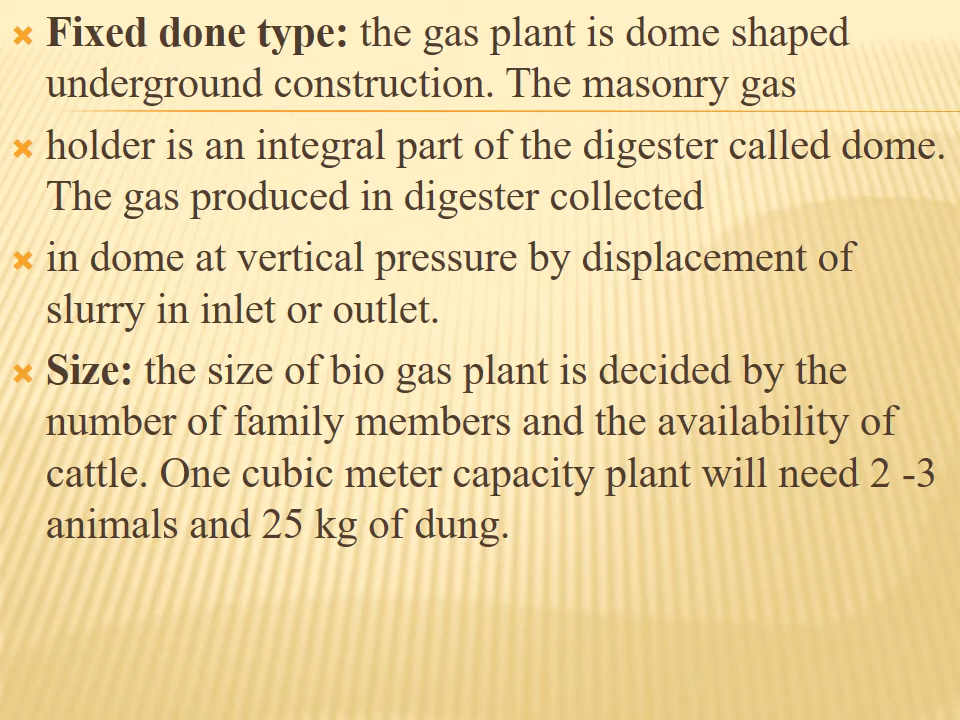 Fixed done type: the gas plant is dome shaped
underground construction. The masonry gas
holder is an integral part of the digester called dome.
The gas produced in digester collected
in dome at vertical pressure by displacement of
slurry in inlet or outlet.
Size: the size of bio gas plant is decided by the
number of family members and the availability of
cattle. One cubic meter capacity plant will need 2 -3
animals and 25 kg of dung.